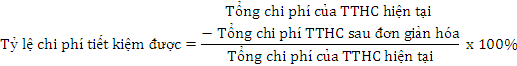 Tổng chi phí của TTHC hiện tại
− Tổng chi phí TTHC sau đơn giản hóa
Tỷ lệ chi phí tiết kiệm được = x 100%
Tổng chi phí của TTHC hiện tại